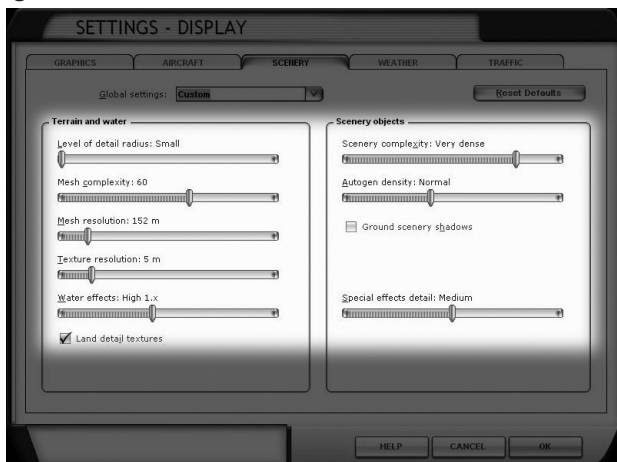 SETTINGS - DISPLAY
GRAPHICS AIRCRAFT SCENERY WEATHER TRAFFIC
Global settings: Custom Reset Defaults
Terrain and water
Level of detail radius: Small
Mesh complexity: 60
Mesh resolution: 152 m
Texture resolution: 5 m
Water effects: High 1.x
Land detail textures
Scenery objects
Scenery complexity: Very dense
Autogen density: Normal
Ground scenery shadows
Special effects detail: Medium
HELP CANCEL OK